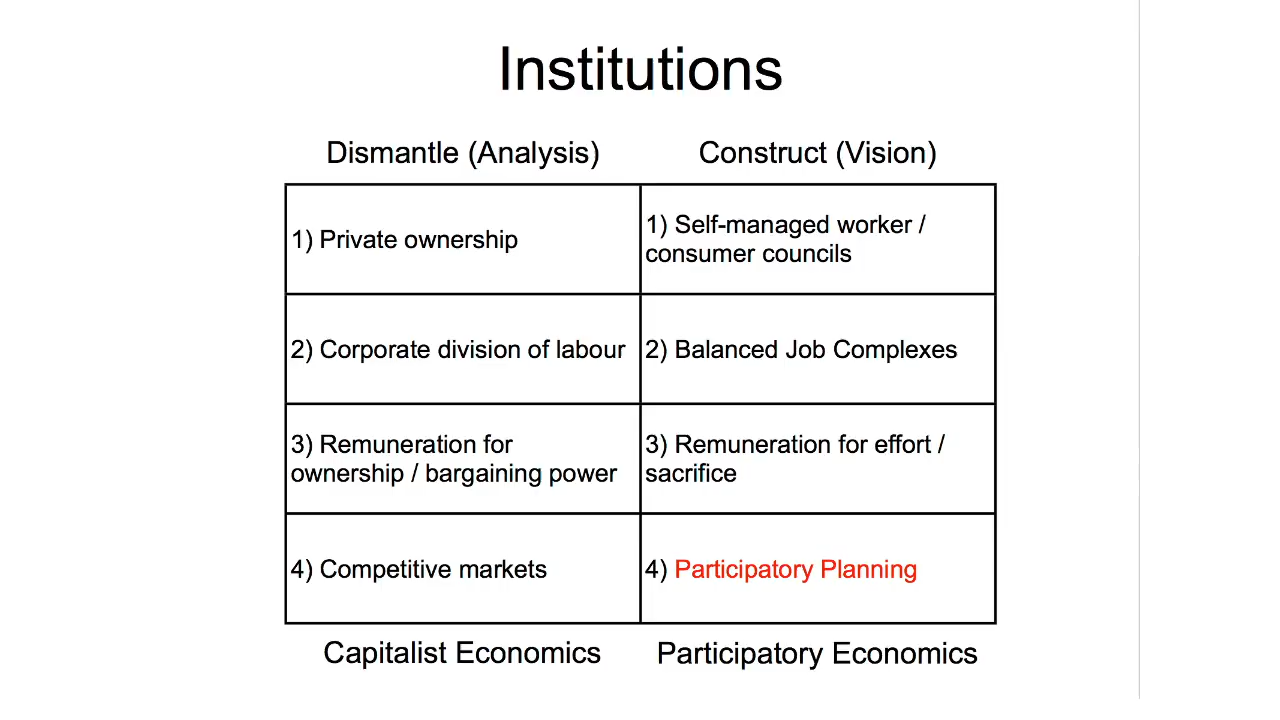 Institutions
Dismantle (Analysis)
Construct (Vision)
1) Private ownership
1) Self-managed worker /
consumer councils
2) Corporate division of labour
2) Balanced Job Complexes
3) Remuneration for
ownership / bargaining power
3) Remuneration for effort /
sacrifice
4) Competitive markets
4) Participatory Planning
Capitalist Economics
Participatory Economics